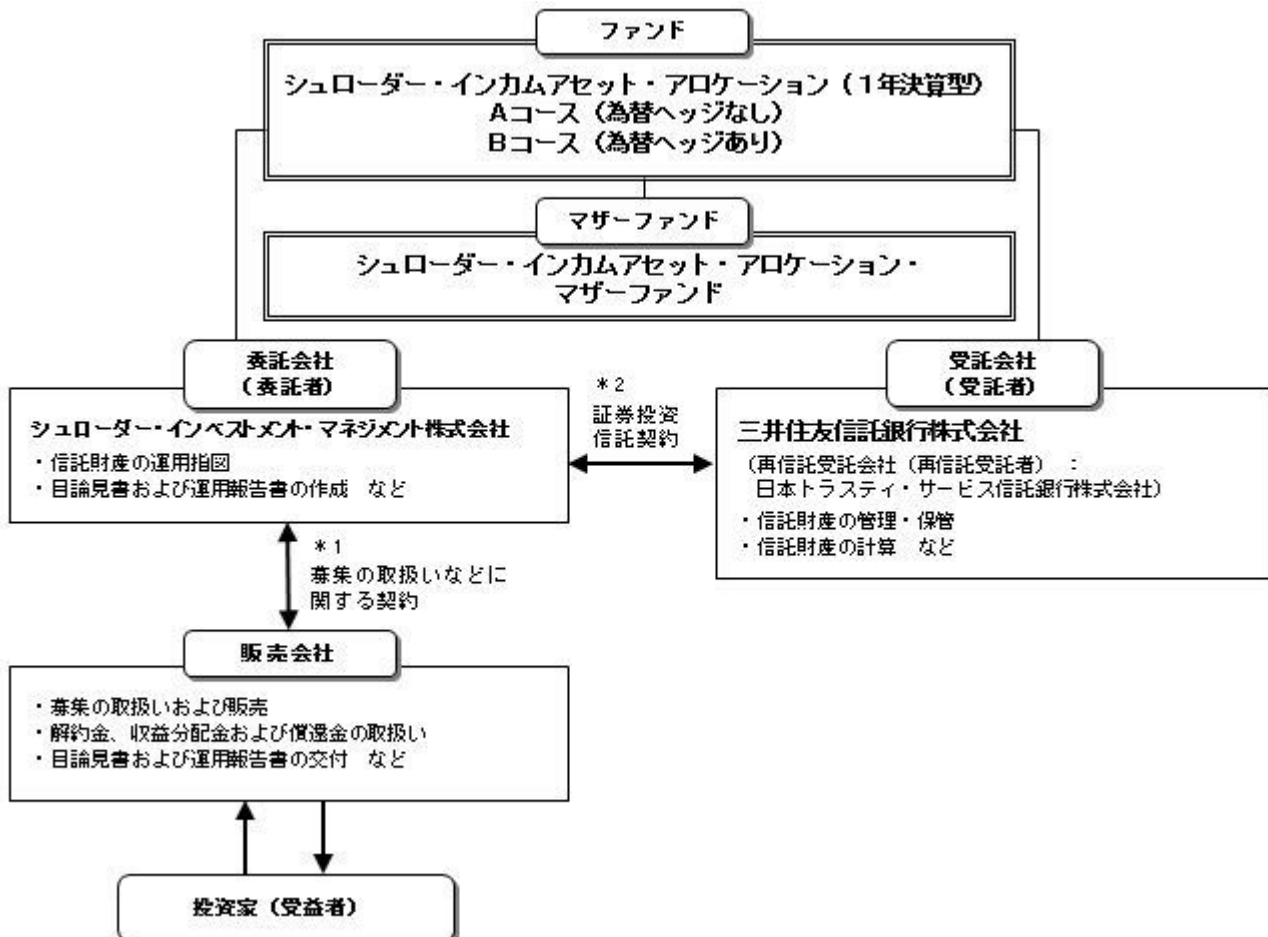 ファンド
シュローダー・インカムアセット・アロケーション（1年決算型）
Aコース（為替ヘッジなし）
Bコース（為替ヘッジあり）
マザーファンド
シュローダー・インカムアセット・アロケーション・
マザーファンド
委託会社
（委託者）
シュローダー・インベストメント・マネジメント株式会社
・信託財産の運用指図
・目論見書および運用報告書の作成　など
＊2
証券投資
信託契約
受託会社
（受託者）
三井住友信託銀行株式会社
（再信託受託会社（再信託受託者）：
日本トラスティ・サービス信託銀行株式会社）
・信託財産の管理・保管
・信託財産の計算　など
＊1
募集の取扱いなどに
関する契約
販売会社
・募集の取扱いおよび販売
・解約金、収益分配金および償還金の取扱い
・目論見書および運用報告書の交付　など
投資家（受益者）